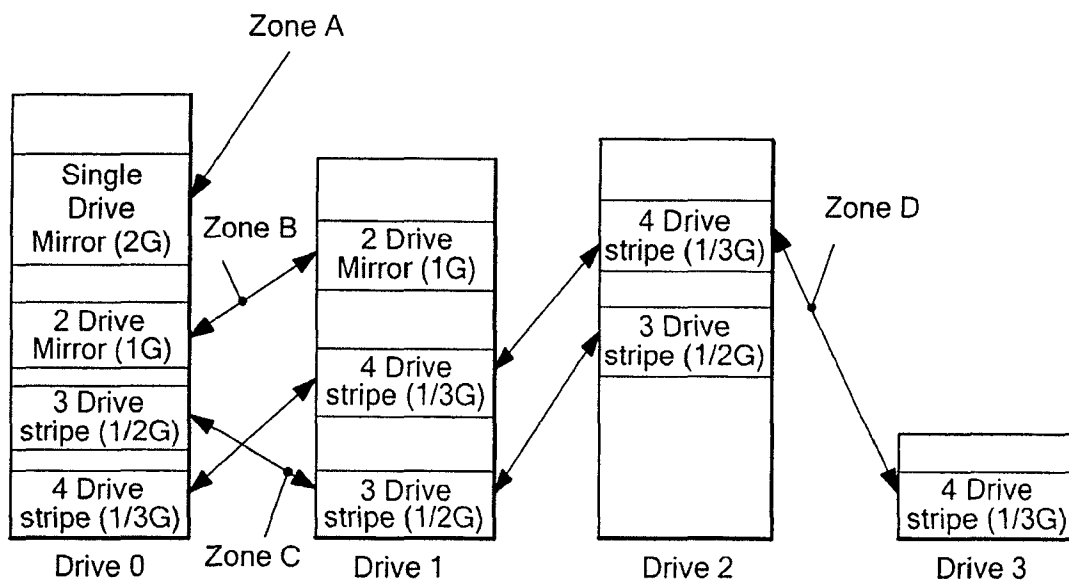 Zone A
Single
Drive
Mirror (2G)
Zone B
2 Drive
Mirror (1G)
3 Drive
stripe (1/2G)
4 Drive
stripe (1/3G)
Drive 0
Zone C
2 Drive
Mirror (1G)
4 Drive
stripe (1/3G)
3 Drive
stripe (1/2G)
Drive 1
4 Drive
stripe (1/3G)
3 Drive
stripe (1/2G)
Drive 2
Zone D
4 Drive
stripe (1/3G)
Drive 3